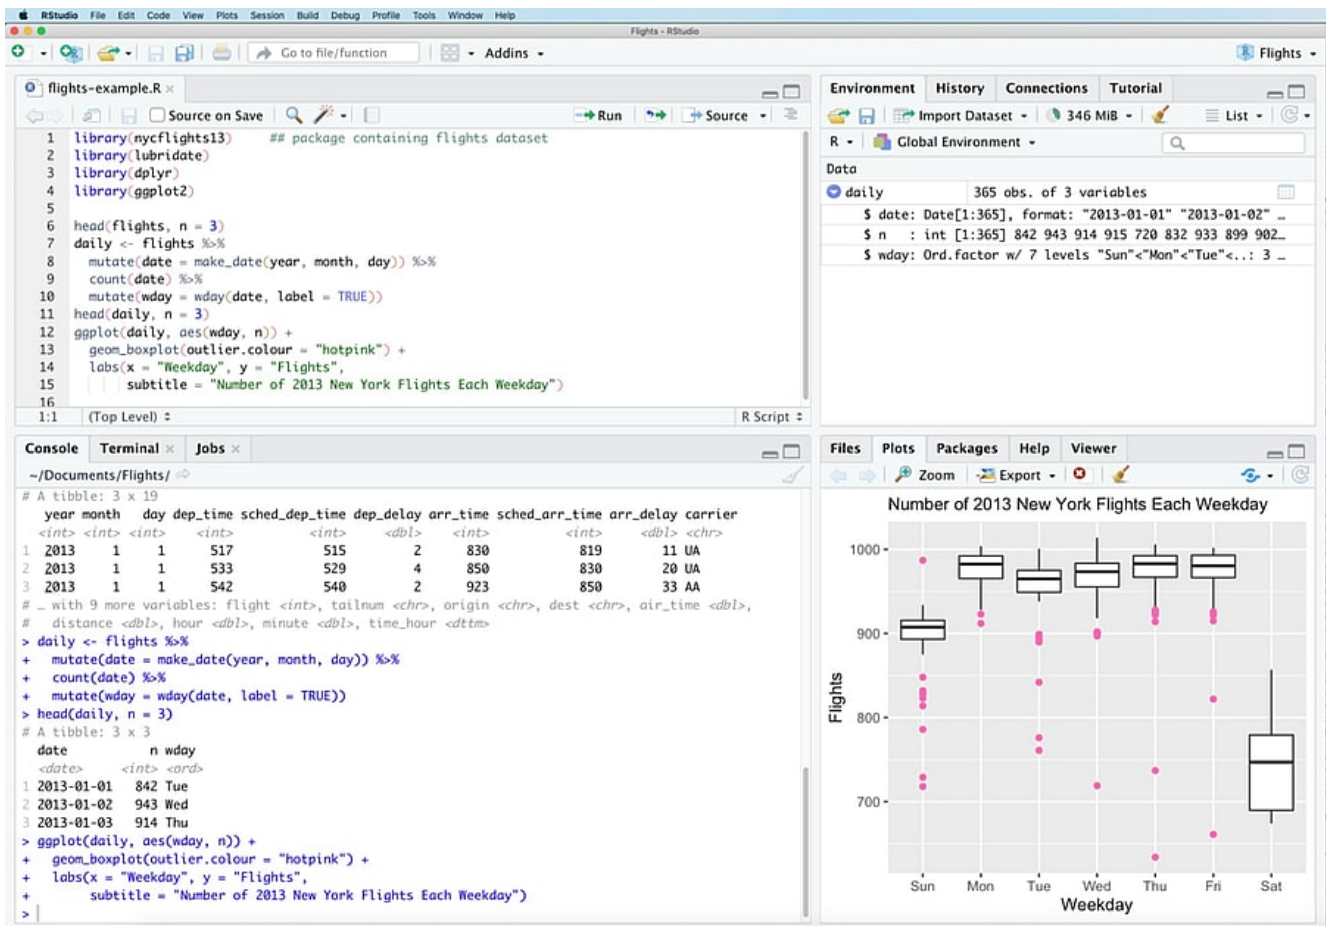 RStudio File Edit Code View Plots Session Build Debug Profile Tools Window Help
Flights - RStudio
Go to file/function Addins Flights
flights-example.R
Source on Save Run Source
1 library(nycflights13) ## package containing flights dataset
2 library(lubridate)
3 library(dplyr)
4 library(ggplot2)
5
6 head(flights, n = 3)
7 daily <- flights %>%
8 mutate(date = make_date(year, month, day)) %>%
9 count(date) %>%
10 mutate(wday = wday(date, label = TRUE))
11 head(daily, n = 3)
12 ggplot(daily, aes(wday, n)) +
13 geom_boxplot(outlier.colour = "hotpink") +
14 labs(x = "Weekday", y = "Flights",
15 subtitle = "Number of 2013 New York Flights Each Weekday")
16
1:1 (Top Level) R Script
Environment History Connections Tutorial
Import Dataset 346 MiB List
R Global Environment
Data
daily 365 obs. of 3 variables
$ date: Date[1:365], format: "2013-01-01" "2013-01-02" …
$ n : int [1:365] 842 943 914 915 720 832 933 899 902…
$ wday: Ord.factor w/ 7 levels "Sun"<"Mon"<"Tue"<..: 3 …
Console Terminal Jobs
~/Documents/Flights/
# A tibble: 3 x 19
year month day dep_time sched_dep_time dep_delay arr_time sched_arr_time arr_delay carrier
<int> <int> <int> <int> <int> <dbl> <int> <int> <dbl> <chr>
1 2013 1 1 517 515 2 830 819 11 UA
2 2013 1 1 533 529 4 850 830 20 UA
3 2013 1 1 542 540 2 923 850 33 AA
# … with 9 more variables: flight <int>, tailnum <chr>, origin <chr>, dest <chr>, air_time <dbl>,
# distance <dbl>, hour <dbl>, minute <dbl>, time_hour <dttm>
> daily <- flights %>%
+ mutate(date = make_date(year, month, day)) %>%
+ count(date) %>%
+ mutate(wday = wday(date, label = TRUE))
> head(daily, n = 3)
# A tibble: 3 x 3
date n wday
<date> <int> <ord>
1 2013-01-01 842 Tue
2 2013-01-02 943 Wed
3 2013-01-03 914 Thu
> ggplot(daily, aes(wday, n)) +
+ geom_boxplot(outlier.colour = "hotpink") +
+ labs(x = "Weekday", y = "Flights",
+ subtitle = "Number of 2013 New York Flights Each Weekday")
>
Files Plots Packages Help Viewer
Zoom Export
Number of 2013 New York Flights Each Weekday
1000
900
800
700
Flights
Sun Mon Tue Wed Thu Fri Sat
Weekday